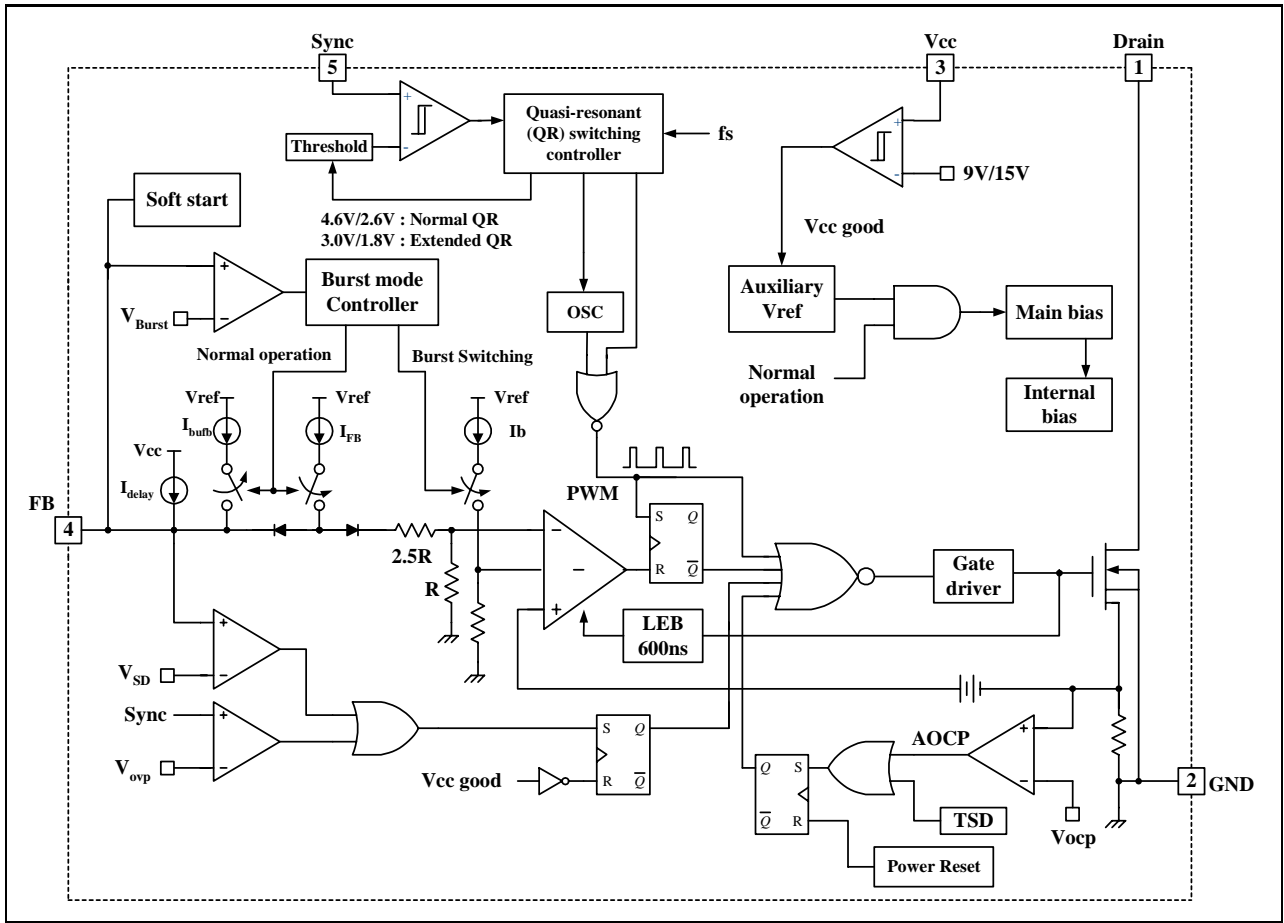 Sync
5
Vcc
3
Drain
1
+
-
Threshold
Quasi-resonant
(QR) switching
controller
fs
+
-
9V/15V
Soft start
4.6V/2.6V : Normal QR
3.0V/1.8V : Extended QR
Vcc good
+
−
VBurst
Burst mode
Controller
OSC
Auxiliary
Vref
Main bias
Normal operation
Burst Switching
Normal
operation
Internal
bias
Vref
Vref
Vref
Ibufb
IFB
Ib
Vcc
Idelay
FB
4
PWM
S
Q
R
Q
2.5R
R
−
−
+
LEB
600ns
Gate
driver
+
−
VSD
Sync
+
−
Vovp
S
Q
R
Q
Vcc good
AOCP
+
−
Q
S
Q
R
TSD
Vocp
2
GND
Power Reset